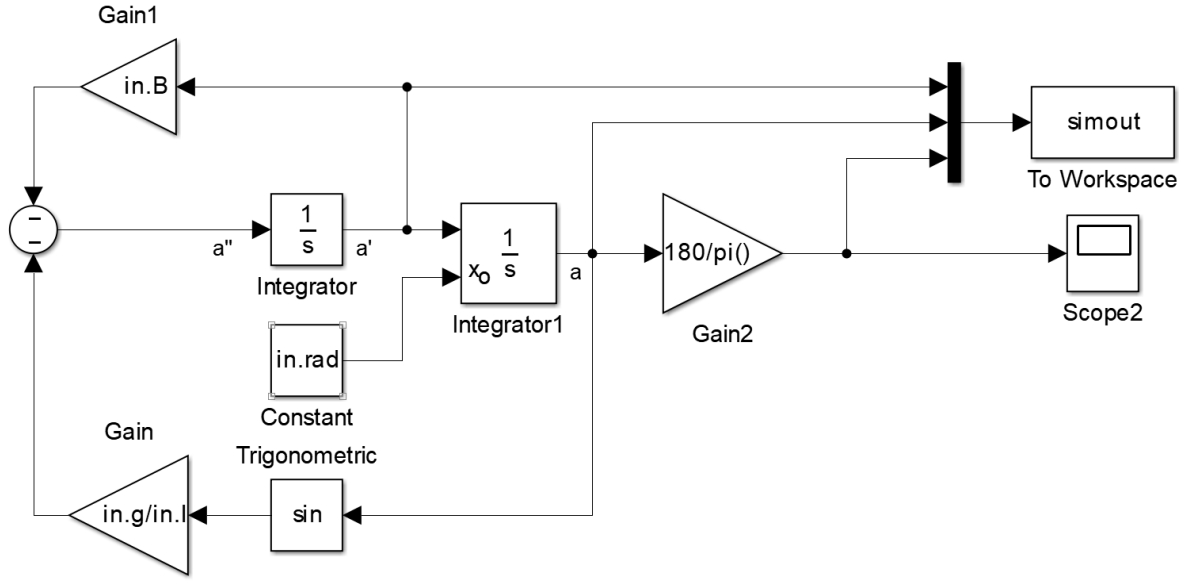 Gain1
in.B
simout
To Workspace
−
−
a"
1
s
a'
Integrator
xo
1
s
a
Integrator1
180/pi()
Gain2
Scope2
in.rad
Constant
Gain
Trigonometric
in.g/in.l
sin